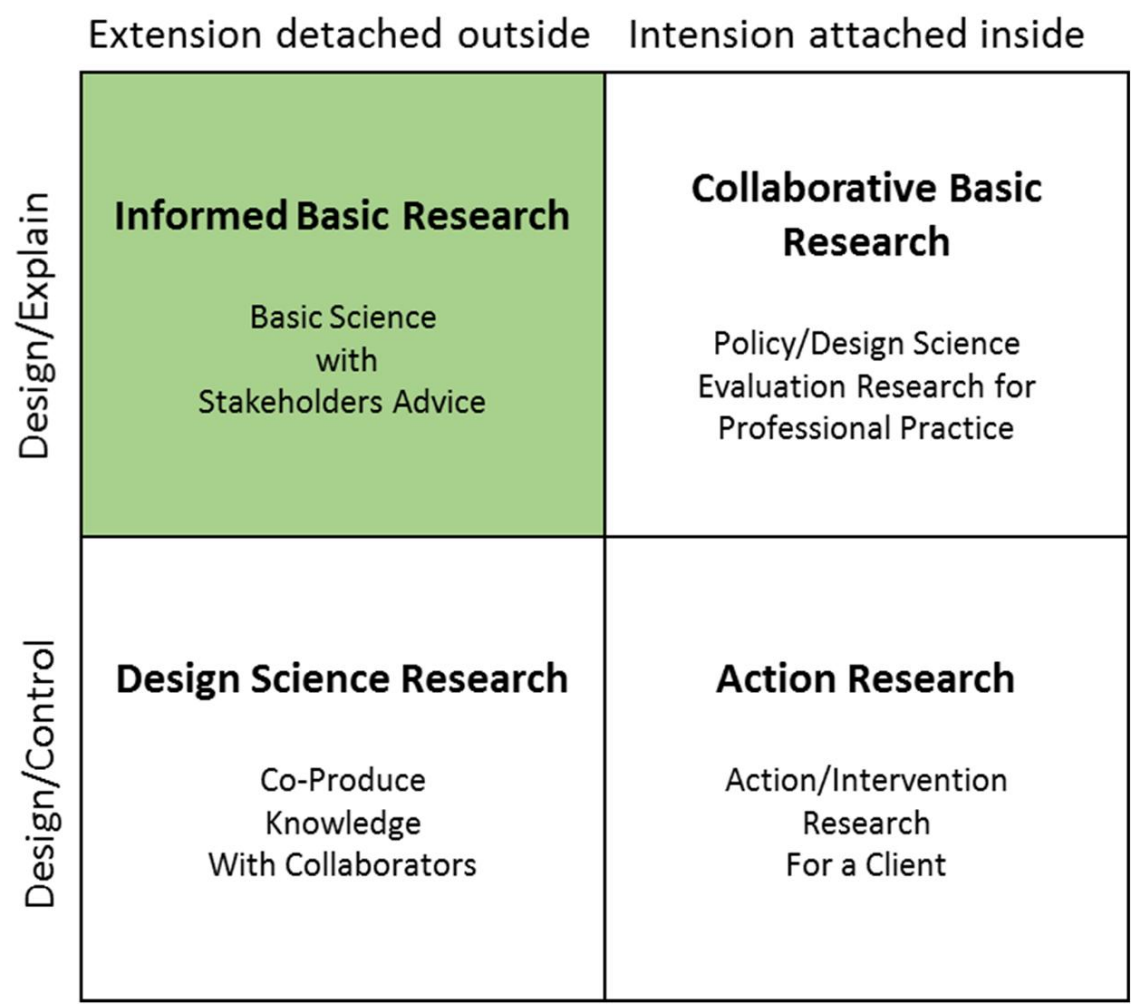 Extension detached outside
Intension attached inside
Design/Explain
Informed Basic Research
Basic Science
with
Stakeholders Advice
Collaborative Basic
Research
Policy/Design Science
Evaluation Research for
Professional Practice
Design/Control
Design Science Research
Co-Produce
Knowledge
With Collaborators
Action Research
Action/Intervention
Research
For a Client